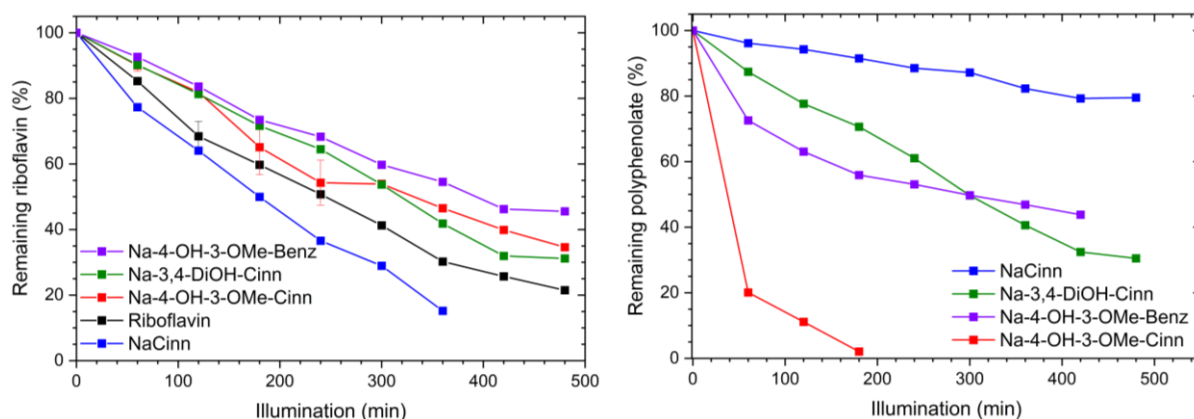 Remaining riboflavin (%)
100
80
60
40
20
0
Na-4-OH-3-OMe-Benz
Na-3,4-DiOH-Cinn
Na-4-OH-3-OMe-Cinn
Riboflavin
NaCinn
0 100 200 300 400 500
Illumination (min)
Remaining polyphenolate (%)
100
80
60
40
20
0
NaCinn
Na-3,4-DiOH-Cinn
Na-4-OH-3-OMe-Benz
Na-4-OH-3-OMe-Cinn
0 100 200 300 400 500
Illumination (min)